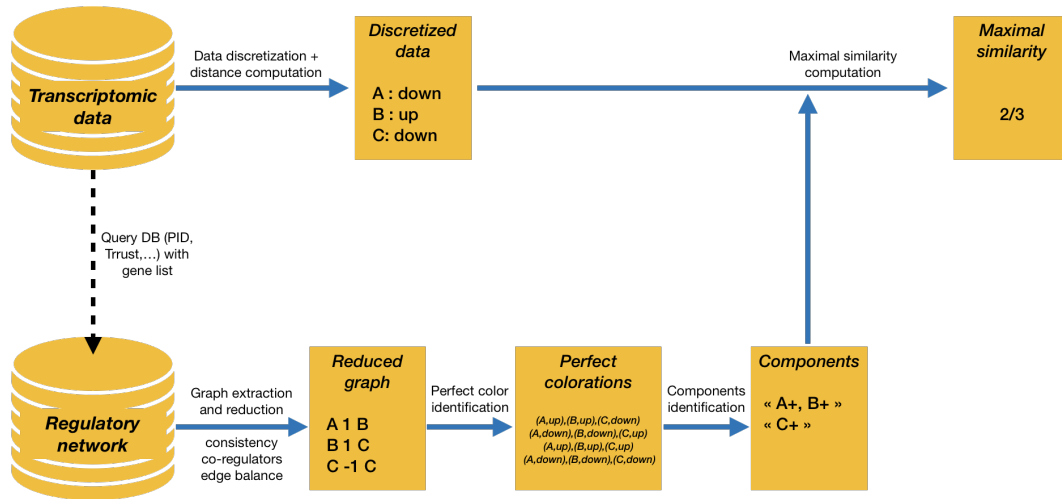 Transcriptomic
data
Data discretization +
distance computation
Discretized
data
A : down
B : up
C: down
Maximal similarity
computation
Maximal
similarity
2/3
Query DB (PID,
Trrust,…) with
gene list
Regulatory
network
Graph extraction
and reduction
consistency
co-regulators
edge balance
Reduced
graph
A 1 B
B 1 C
C -1 C
Perfect color
identification
Perfect
colorations
(A,up),(B,up),(C,down)
(A,down),(B,down),(C,up)
(A,up),(B,up),(C,up)
(A,down),(B,down),(C,down)
Components
identification
Components
« A+, B+ »
« C+ »